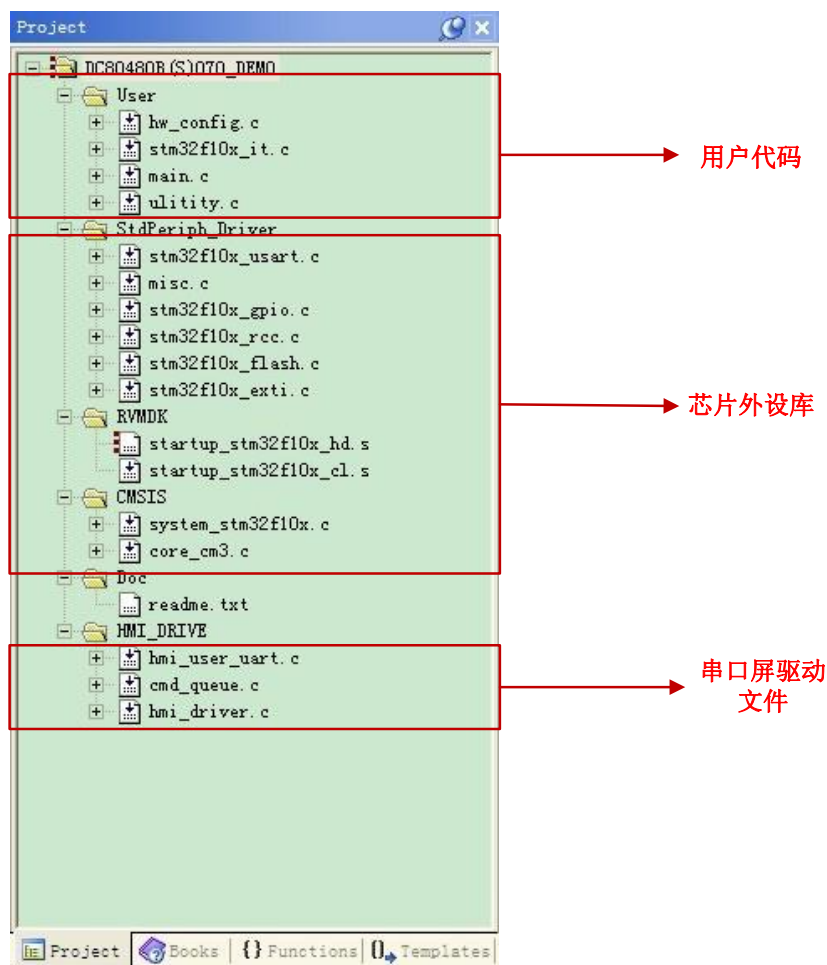 Project
DC80480B(S)070_DEMO
User
hw_config.c
stm32f10x_it.c
main.c
ulitity.c
用户代码
StdPeriph_Driver
stm32f10x_usart.c
misc.c
stm32f10x_gpio.c
stm32f10x_rcc.c
stm32f10x_flash.c
stm32f10x_exti.c
芯片外设库
RVMDK
startup_stm32f10x_hd.s
startup_stm32f10x_cl.s
CMSIS
system_stm32f10x.c
core_cm3.c
Doc
readme.txt
HMI_DRIVE
hmi_user_uart.c
cmd_queue.c
hmi_driver.c
串口屏驱动
文件
Project Books {} Functions 0 Templates